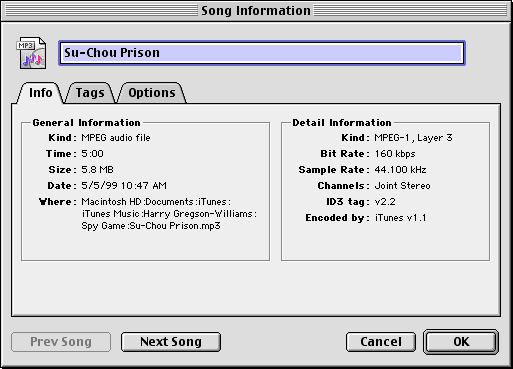 Song Information
MP3
Su-Chou Prison
Info Tags Options
General Information
Kind: MPEG audio file
Time: 5:00
Size: 5.8 MB
Date: 5/5/99 10:47 AM
Where: Macintosh HD:Documents:iTunes:
iTunes Music:Harry Gregson-Williams:
Spy Game:Su-Chou Prison.mp3
Detail Information
Kind: MPEG-1, Layer 3
Bit Rate: 160 kbps
Sample Rate: 44.100 kHz
Channels: Joint Stereo
ID3 tag: v2.2
Encoded by: iTunes v1.1
Prev Song Next Song Cancel OK